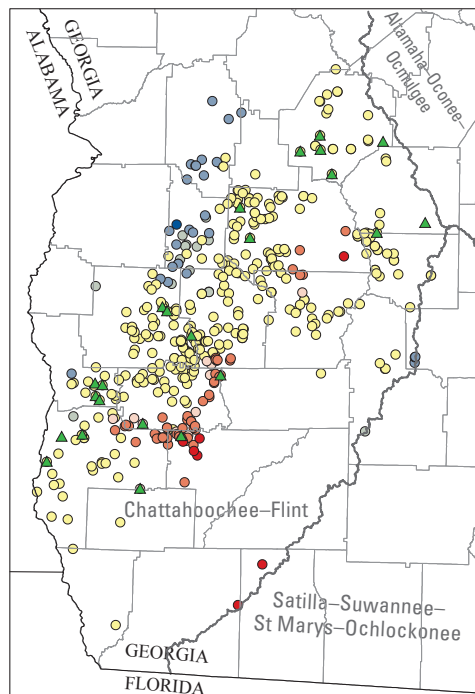 GEORGIA
ALABAMA
Altamaha–Oconee–
Ocmulgee
Chattahoochee–Flint
Satilla–Suwannee–
St Marys–Ochlockonee
GEORGIA
FLORIDA